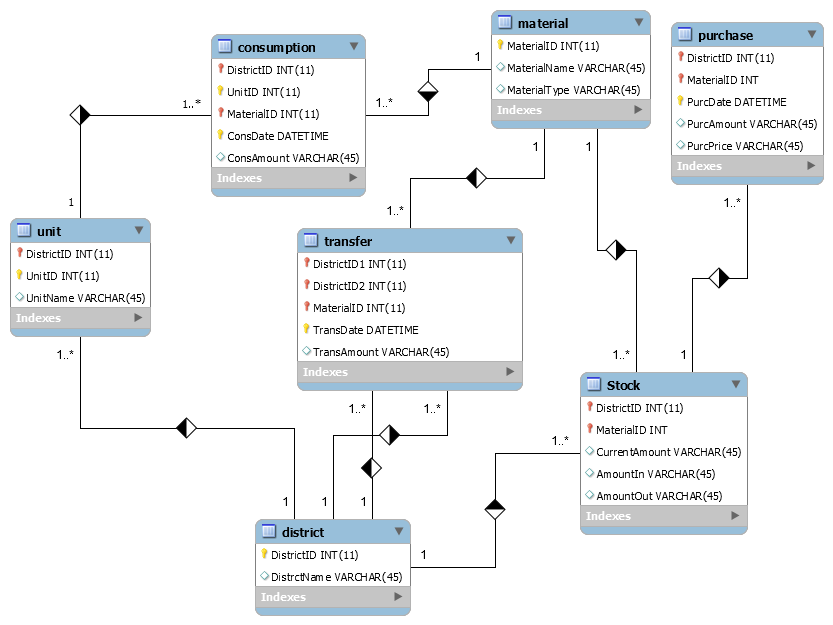 consumption
DistrictID INT(11)
UnitID INT(11)
MaterialID INT(11)
ConsDate DATETIME
ConsAmount VARCHAR(45)
Indexes
material
MaterialID INT(11)
MaterialName VARCHAR(45)
MaterialType VARCHAR(45)
Indexes
purchase
DistrictID INT(11)
MaterialID INT
PurcDate DATETIME
PurcAmount VARCHAR(45)
PurcPrice VARCHAR(45)
Indexes
1
1..*
1..*
1
1
1
1..*
1..*
unit
DistrictID INT(11)
UnitID INT(11)
UnitName VARCHAR(45)
Indexes
transfer
DistrictID1 INT(11)
DistrictID2 INT(11)
MaterialID INT(11)
TransDate DATETIME
TransAmount VARCHAR(45)
Indexes
1..*
1..*
1
Stock
DistrictID INT(11)
MaterialID INT
CurrentAmount VARCHAR(45)
AmountIn VARCHAR(45)
AmountOut VARCHAR(45)
Indexes
1..*
1..*
1..*
1
1
1
1
district
DistrictID INT(11)
DistrctName VARCHAR(45)
Indexes